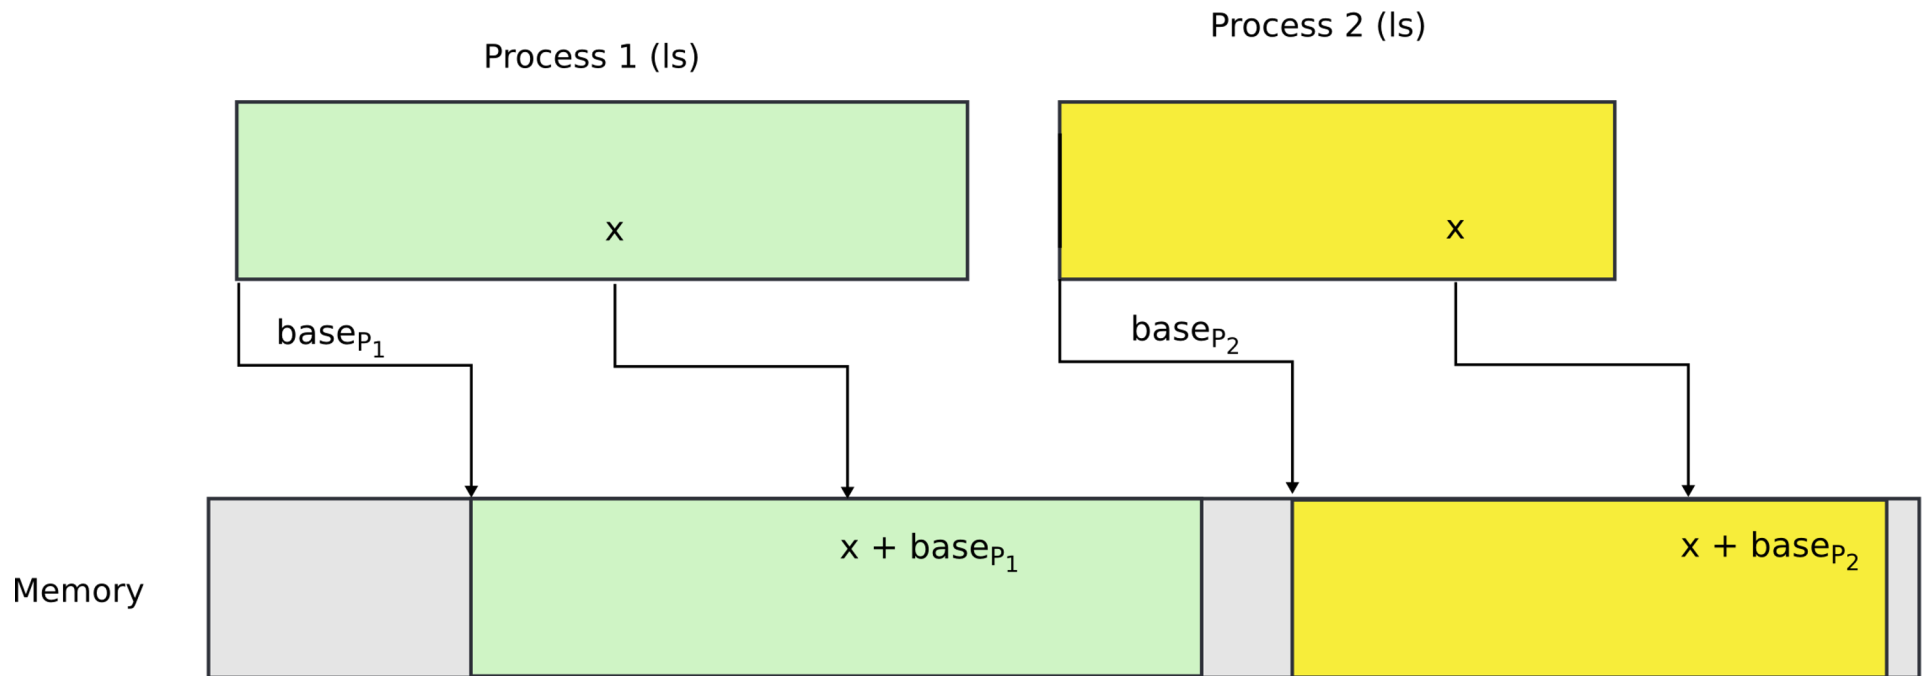 Process 1 (ls)
Process 2 (ls)
x
x
baseP1
baseP2
x + baseP1
x + baseP2
Memory